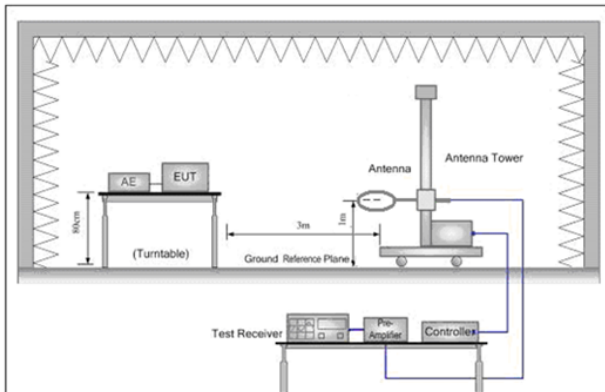 Antenna
Antenna Tower
AE
EUT
80cm
(Turntable)
3m
1m
Ground Reference Plane
Test Receiver
Pre-
Amplifier
Controller